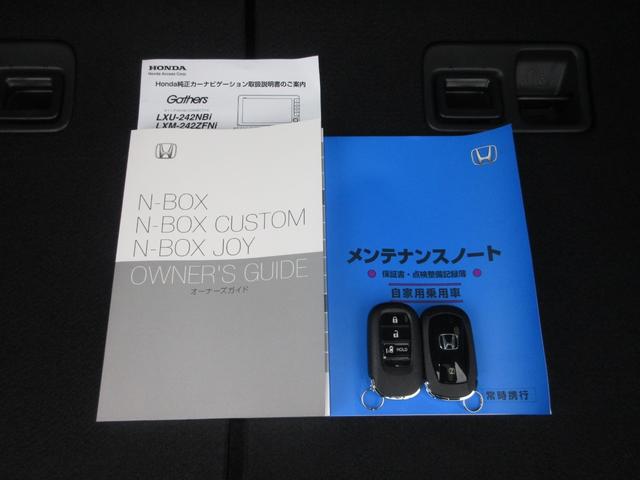 HONDA
Honda Access Corp.
Honda純正カーナビゲーション取扱説明書のご案内
Gathers
LXU-242NBi
LXM-242ZFNi
N-BOX
N-BOX CUSTOM
N-BOX JOY
OWNER'S GUIDE
オーナーズガイド
メンテナンスノート
保証書・点検整備記録簿
自家用乗用車
HOLD
常時携行